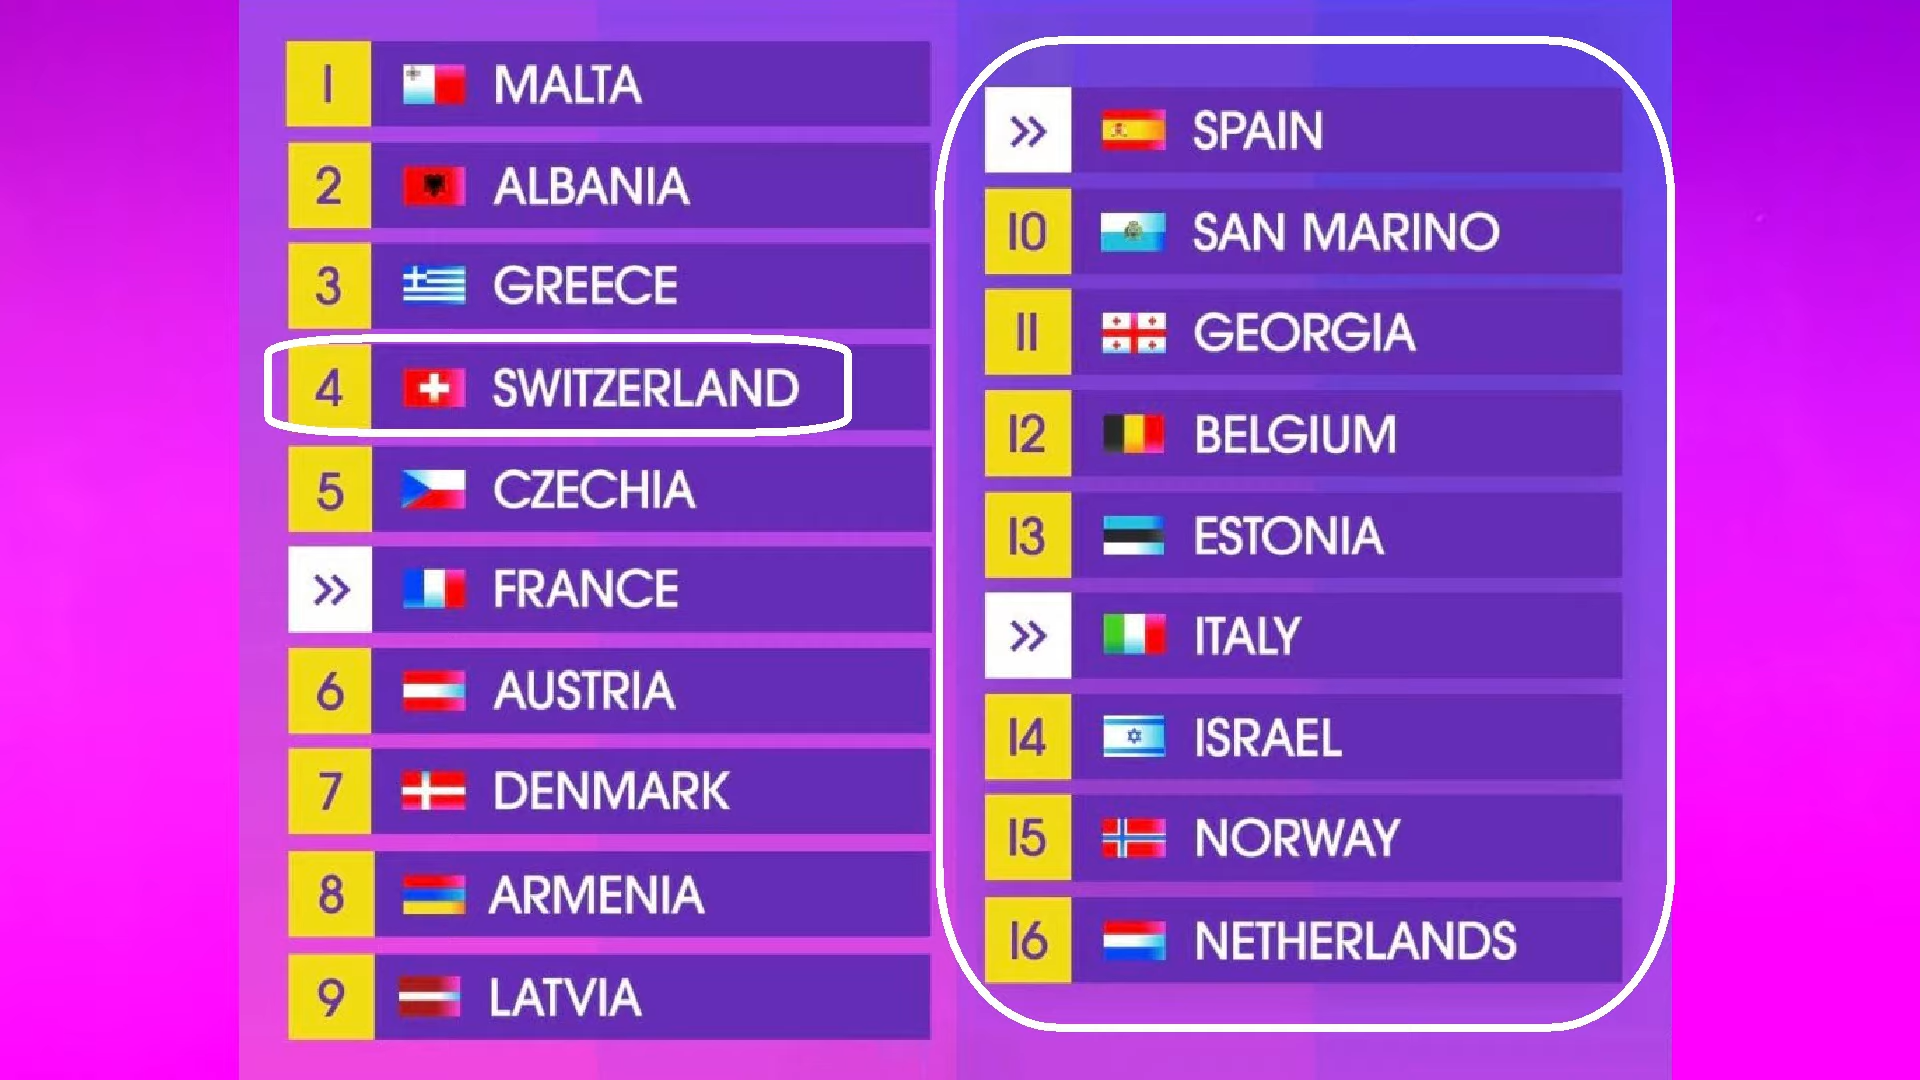 1 MALTA
2 ALBANIA
3 GREECE
4 SWITZERLAND
5 CZECHIA
>> FRANCE
6 AUSTRIA
7 DENMARK
8 ARMENIA
9 LATVIA
>> SPAIN
10 SAN MARINO
11 GEORGIA
12 BELGIUM
13 ESTONIA
>> ITALY
14 ISRAEL
15 NORWAY
16 NETHERLANDS